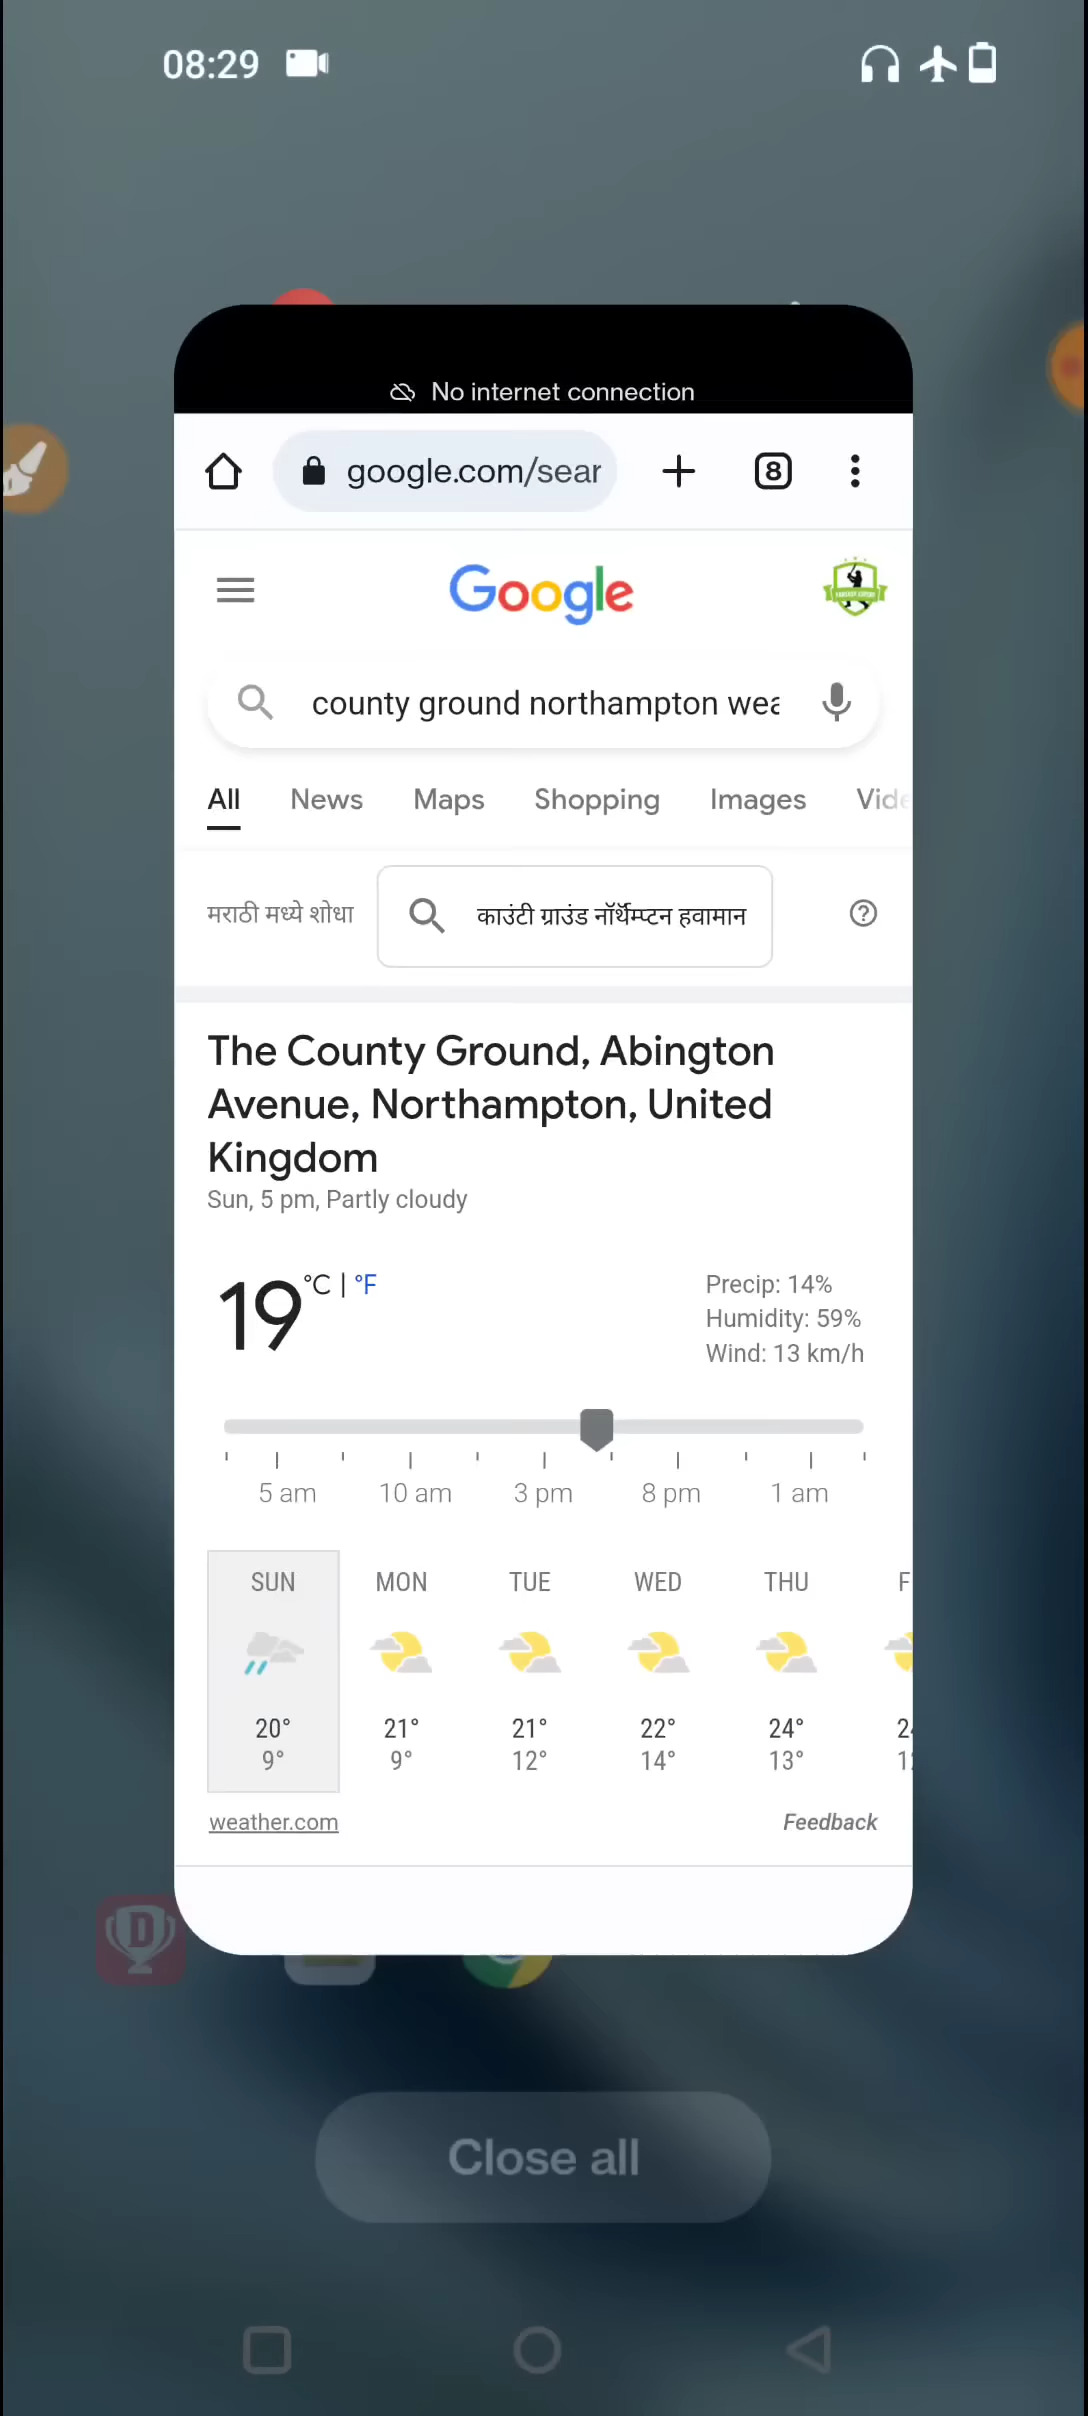 08:29
No internet connection
google.com/sear
8
Google
county ground northampton wea
All News Maps Shopping Images Vide
मराठी मध्ये शोधा
काउंटी ग्राउंड नॉर्थॅम्प्टन हवामान
The County Ground, Abington
Avenue, Northampton, United
Kingdom
Sun, 5 pm, Partly cloudy
19 °C | °F
Precip: 14%
Humidity: 59%
Wind: 13 km/h
5 am 10 am 3 pm 8 pm 1 am
SUN MON TUE WED THU F
20° 21° 21° 22° 24° 2
9° 9° 12° 14° 13° 1
weather.com
Feedback
D
Close all